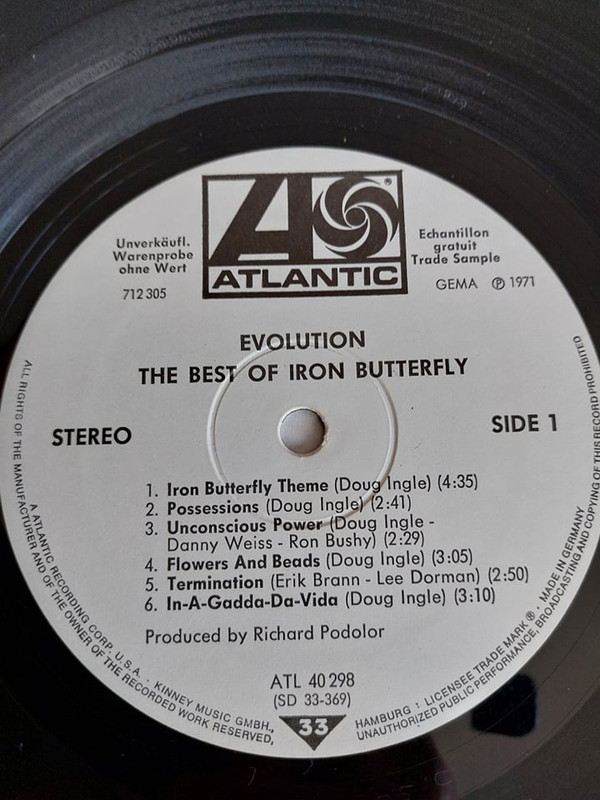 ATLANTIC
®
Unverkäufl.
Warenprobe
ohne Wert
712 305
Echantillon
gratuit
Trade Sample
GEMA ℗ 1971
EVOLUTION
THE BEST OF IRON BUTTERFLY
STEREO
SIDE 1
1. Iron Butterfly Theme (Doug Ingle) (4:35)
2. Possessions (Doug Ingle) (2:41)
3. Unconscious Power (Doug Ingle -
Danny Weiss - Ron Bushy) (2:29)
4. Flowers And Beads (Doug Ingle) (3:05)
5. Termination (Erik Brann - Lee Dorman) (2:50)
6. In-A-Gadda-Da-Vida (Doug Ingle) (3:10)
Produced by Richard Podolor
ATL 40 298
(SD 33-369)
33
A ATLANTIC RECORDING CORP. U.S.A. · KINNEY MUSIC GMBH., HAMBURG : LICENSEE TRADE MARK ® · MADE IN GERMANY
ALL RIGHTS OF THE MANUFACTURER AND OF THE OWNER OF THE RECORDED WORK RESERVED, UNAUTHORIZED PUBLIC PERFORMANCE, BROADCASTING AND COPYING OF THIS RECORD PROHIBITED